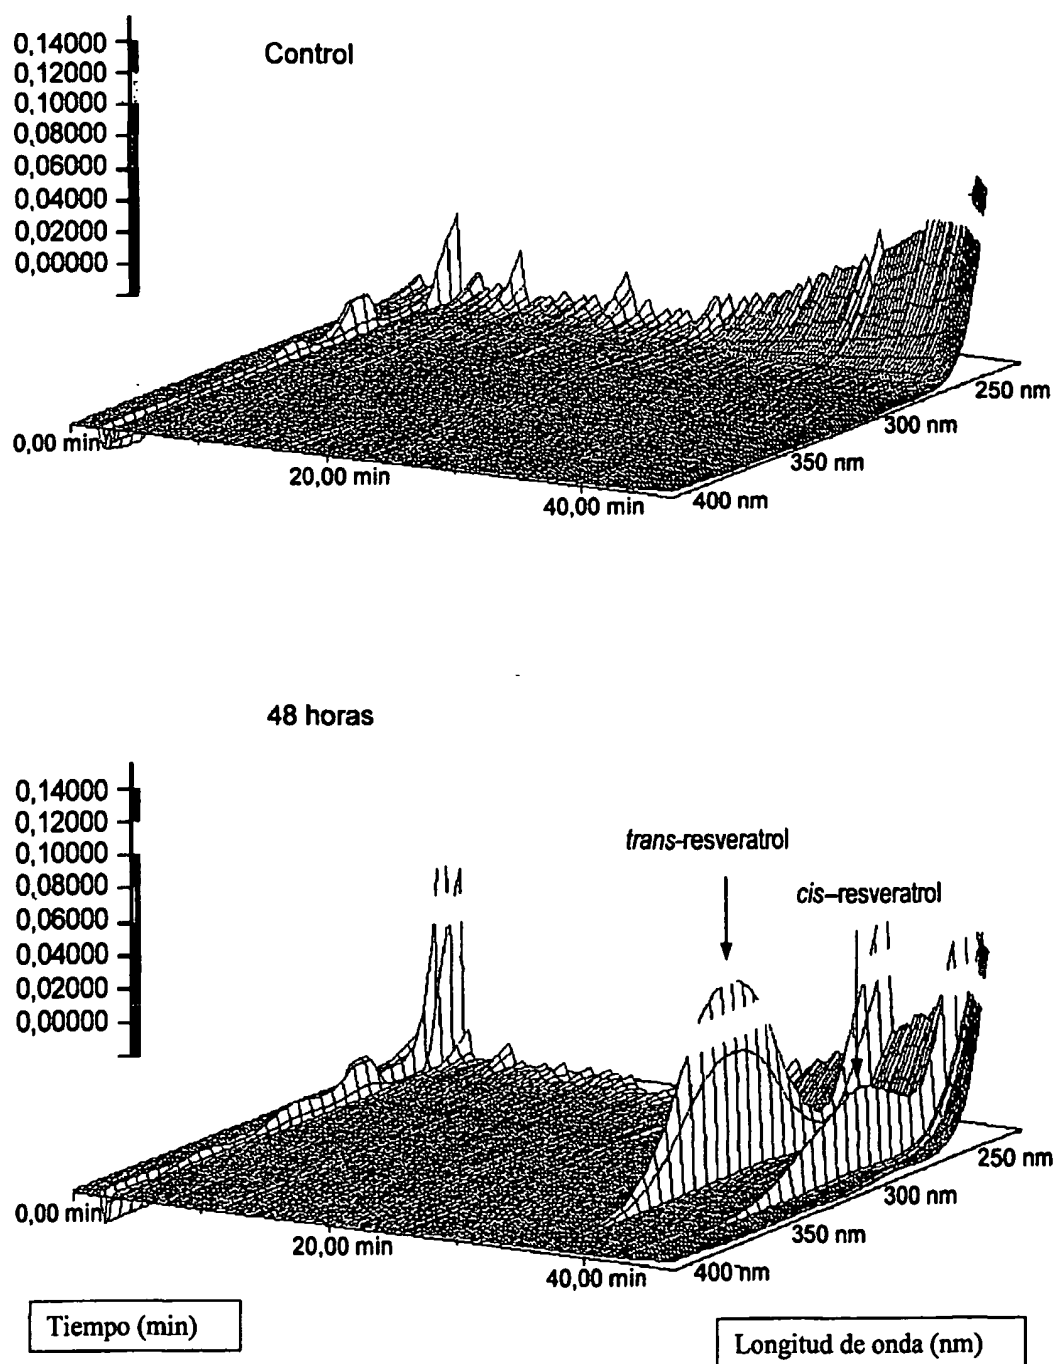 Control
0,14000
0,12000
0,10000
0,08000
0,06000
0,04000
0,02000
0,00000
0,00 min
20,00 min
40,00 min
400 nm
350 nm
300 nm
250 nm
48 horas
0,14000
0,12000
0,10000
0,08000
0,06000
0,04000
0,02000
0,00000
trans-resveratrol
cis–resveratrol
0,00 min
20,00 min
40,00 min
400 nm
350 nm
300 nm
250 nm
Tiempo (min)
Longitud de onda (nm)